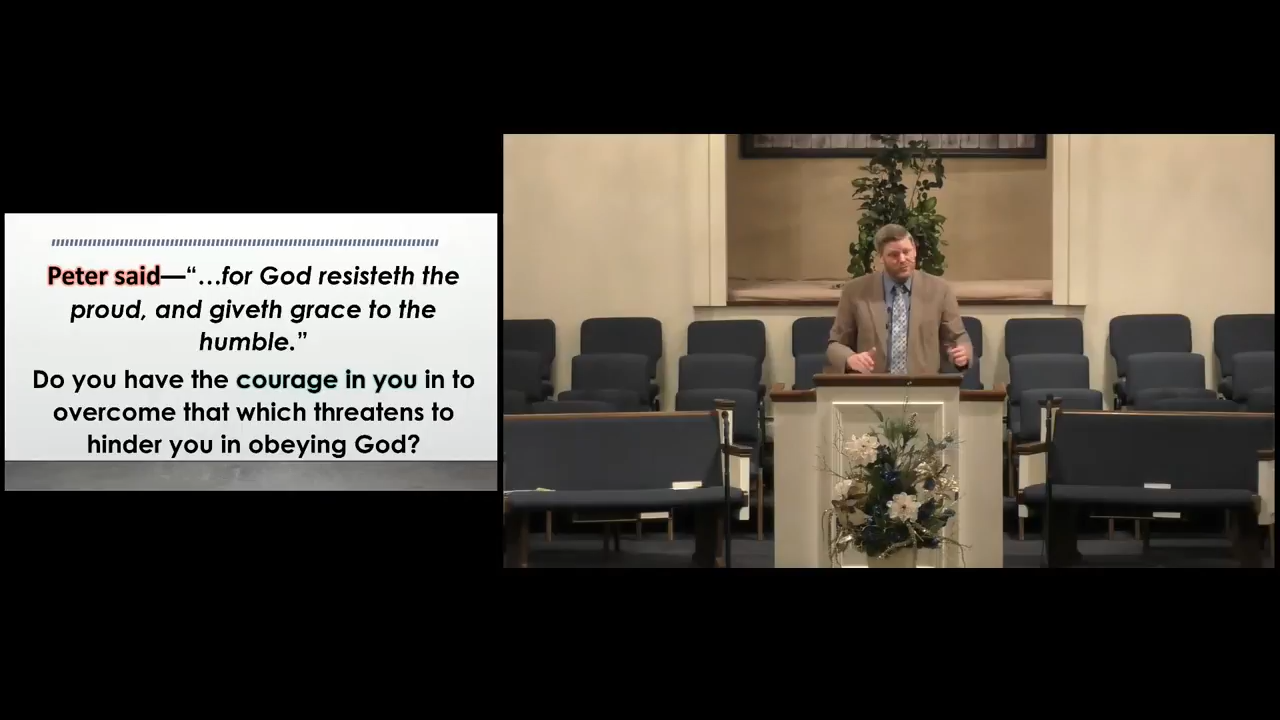 Peter said—“…for God resisteth the
proud, and giveth grace to the
humble.”
Do you have the courage in you in to
overcome that which threatens to
hinder you in obeying God?